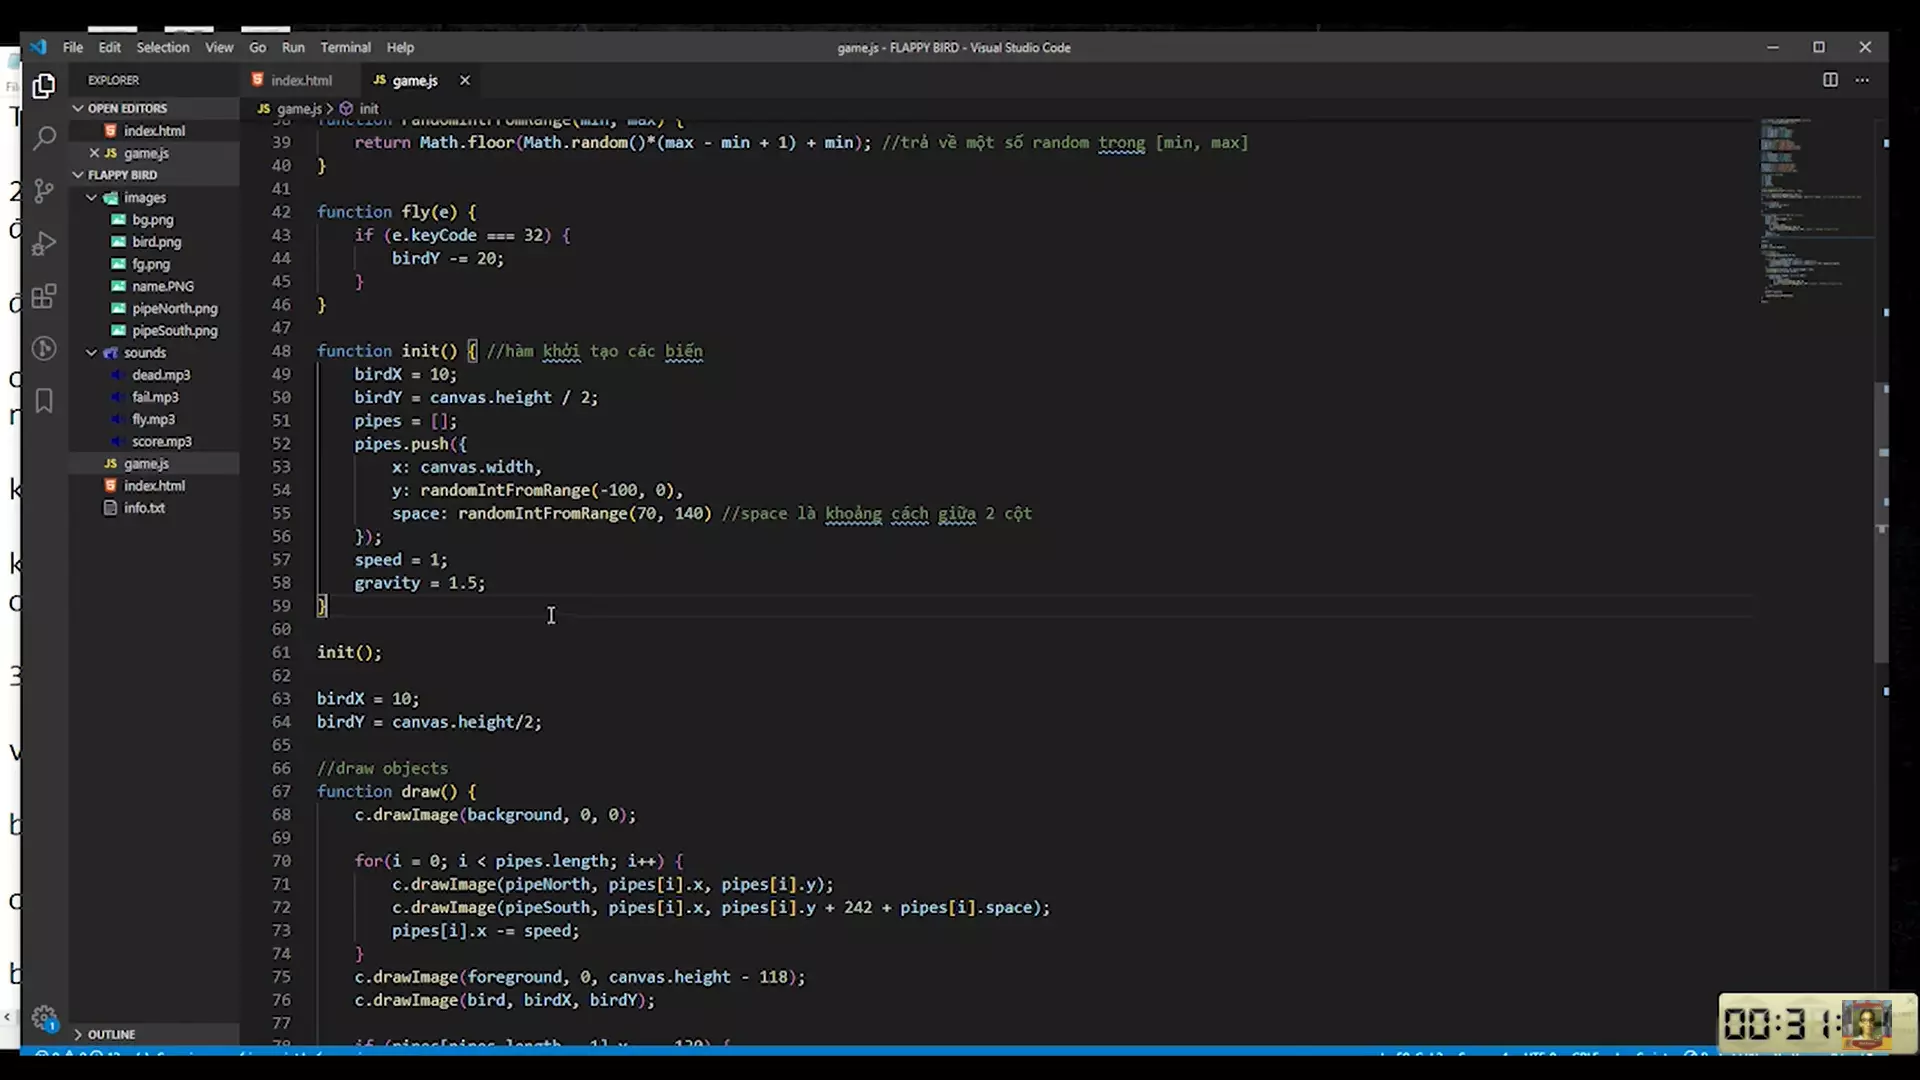 File Edit Selection View Go Run Terminal Help
game.js - FLAPPY BIRD - Visual Studio Code
EXPLORER
OPEN EDITORS
index.html
JS game.js
FLAPPY BIRD
images
bg.png
bird.png
fg.png
name.PNG
pipeNorth.png
pipeSouth.png
sounds
dead.mp3
fail.mp3
fly.mp3
score.mp3
JS game.js
index.html
info.txt
OUTLINE
1
index.html
JS game.js
JS game.js > init
38 function randomIntFromRange(min, max) {
39 return Math.floor(Math.random()*(max - min + 1) + min); //trả về một số random trong [min, max]
40 }
41
42 function fly(e) {
43 if (e.keyCode === 32) {
44 birdY -= 20;
45 }
46 }
47
48 function init() { //hàm khởi tạo các biến
49 birdX = 10;
50 birdY = canvas.height / 2;
51 pipes = [];
52 pipes.push({
53 x: canvas.width,
54 y: randomIntFromRange(-100, 0),
55 space: randomIntFromRange(70, 140) //space là khoảng cách giữa 2 cột
56 });
57 speed = 1;
58 gravity = 1.5;
59 }
60
61 init();
62
63 birdX = 10;
64 birdY = canvas.height/2;
65
66 //draw objects
67 function draw() {
68 c.drawImage(background, 0, 0);
69
70 for(i = 0; i < pipes.length; i++) {
71 c.drawImage(pipeNorth, pipes[i].x, pipes[i].y);
72 c.drawImage(pipeSouth, pipes[i].x, pipes[i].y + 242 + pipes[i].space);
73 pipes[i].x -= speed;
74 }
75 c.drawImage(foreground, 0, canvas.height - 118);
76 c.drawImage(bird, birdX, birdY);
77
00:31: